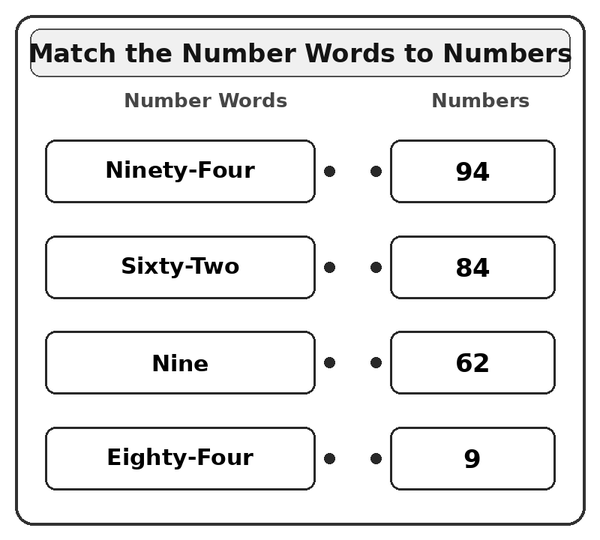 Match the Number Words to Numbers
Number Words Numbers
Ninety-Four 94
Sixty-Two 84
Nine 62
Eighty-Four 9